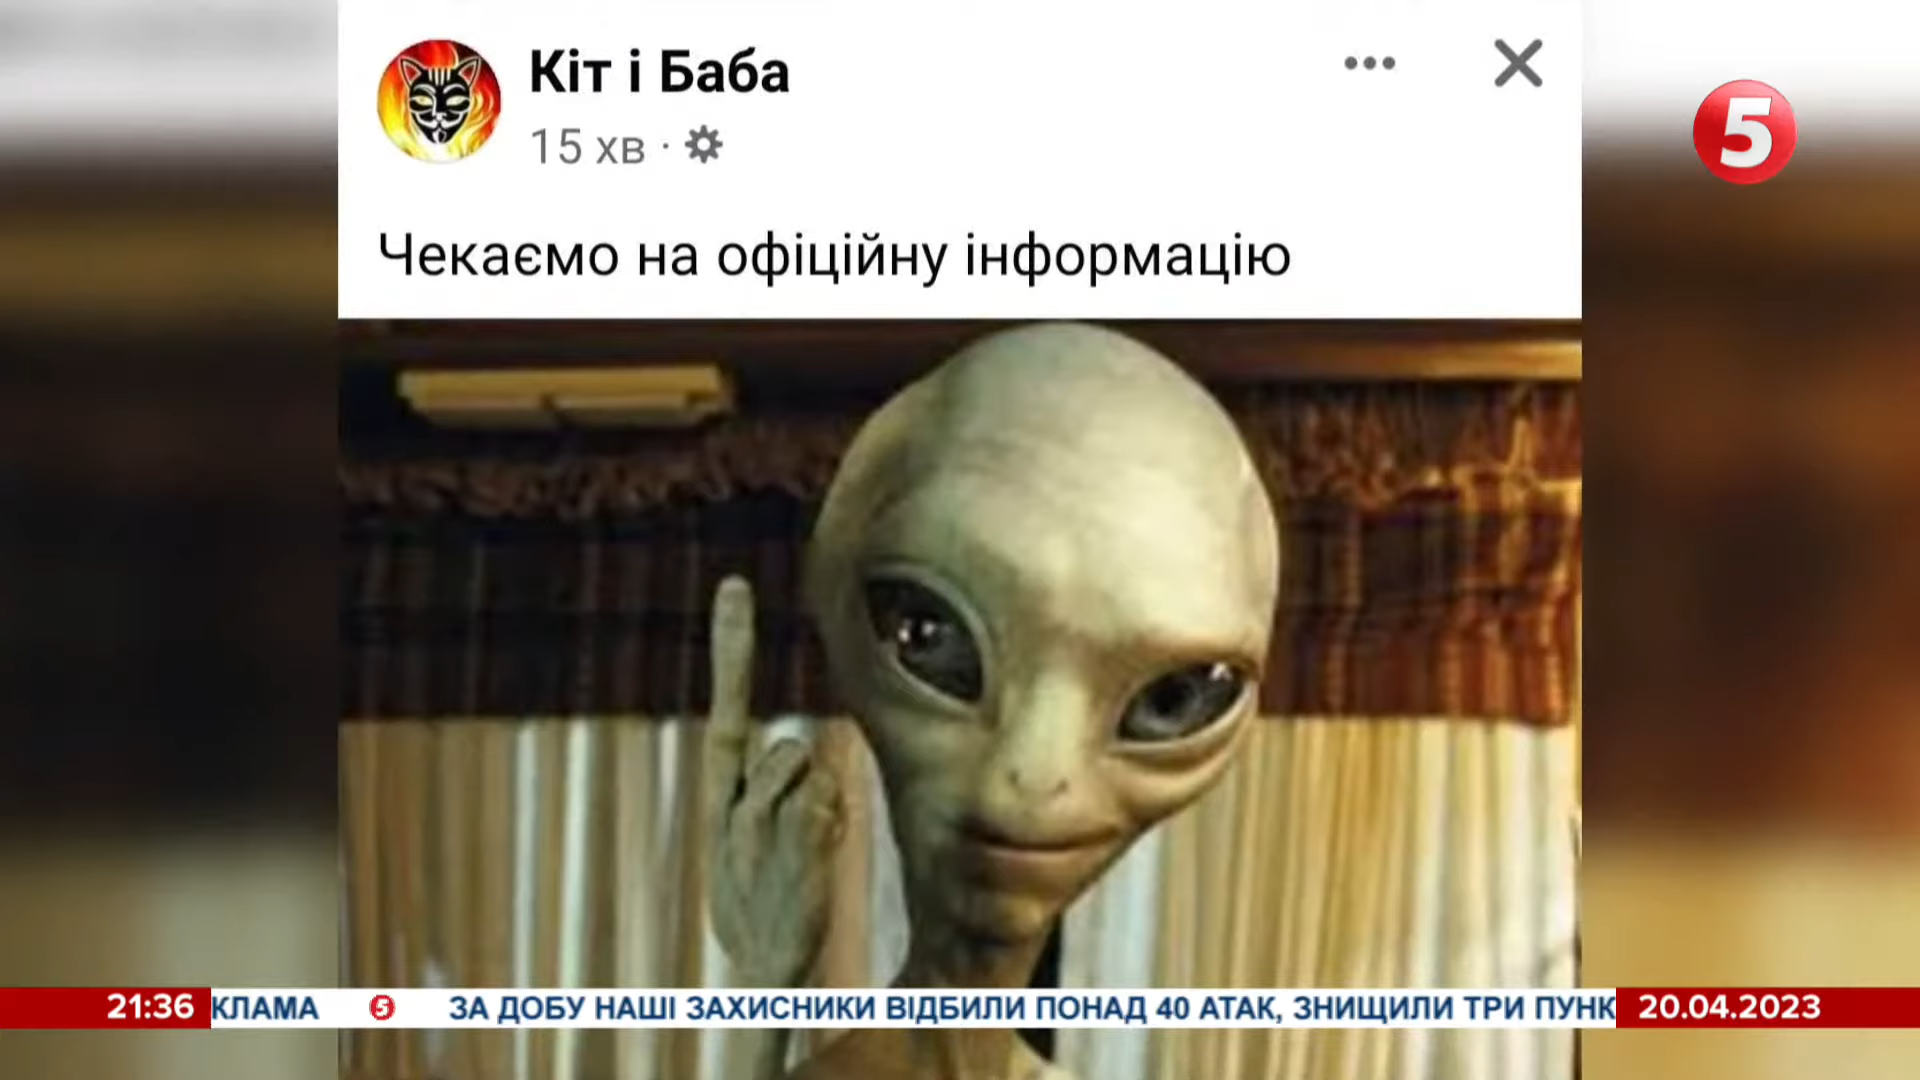 Кіт і Баба
15 хв ·
5
Чекаємо на офіційну інформацію
21:36
КЛАМА 5 ЗА ДОБУ НАШІ ЗАХИСНИКИ ВІДБИЛИ ПОНАД 40 АТАК, ЗНИЩИЛИ ТРИ ПУНК
20.04.2023